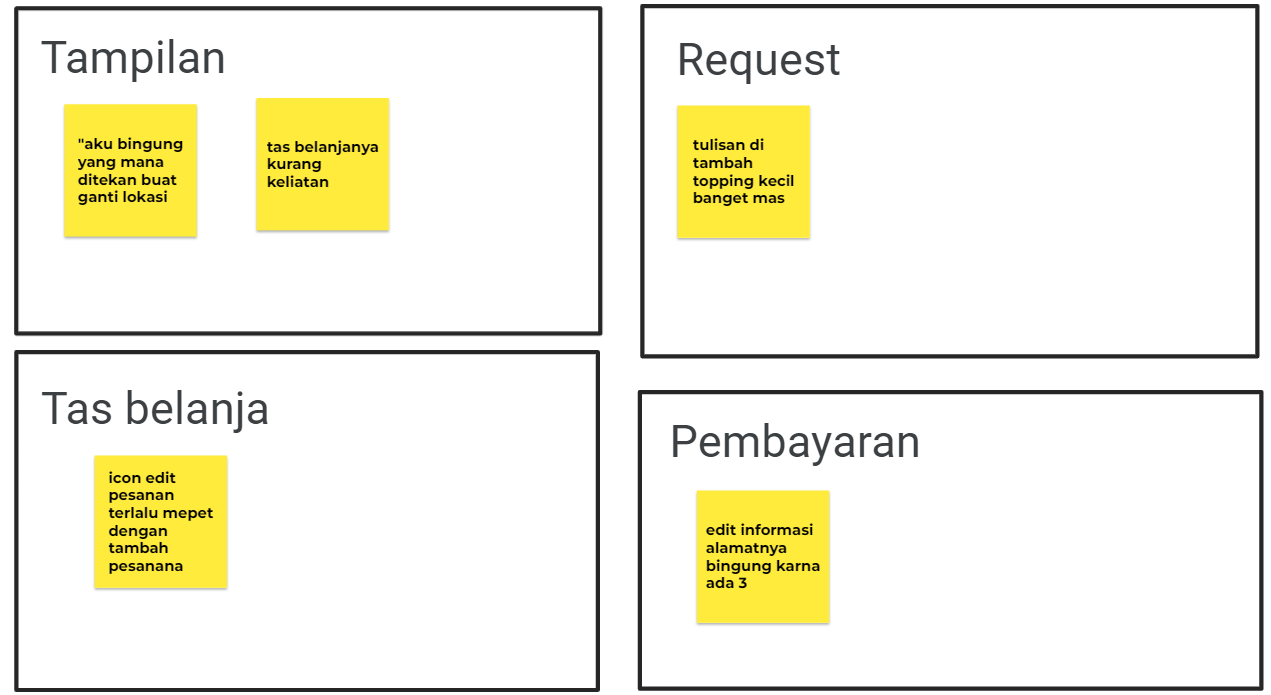 Tampilan
"aku bingung
yang mana
ditekan buat
ganti lokasi
tas belanjanya
kurang
keliatan
Request
tulisan di
tambah
topping kecil
banget mas
Tas belanja
icon edit
pesanan
terlalu mepet
dengan
tambah
pesanana
Pembayaran
edit informasi
alamatnya
bingung karna
ada 3